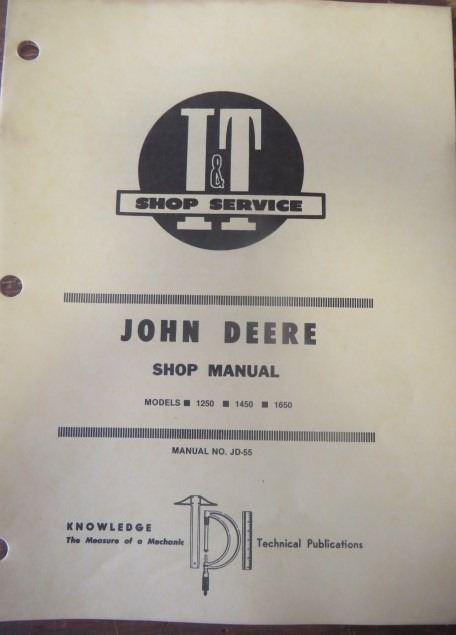 I&T
SHOP SERVICE
JOHN DEERE
SHOP MANUAL
MODELS ■ 1250 ■ 1450 ■ 1650
MANUAL NO. JD-55
KNOWLEDGE
The Measure of a Mechanic
TPI
Technical Publications